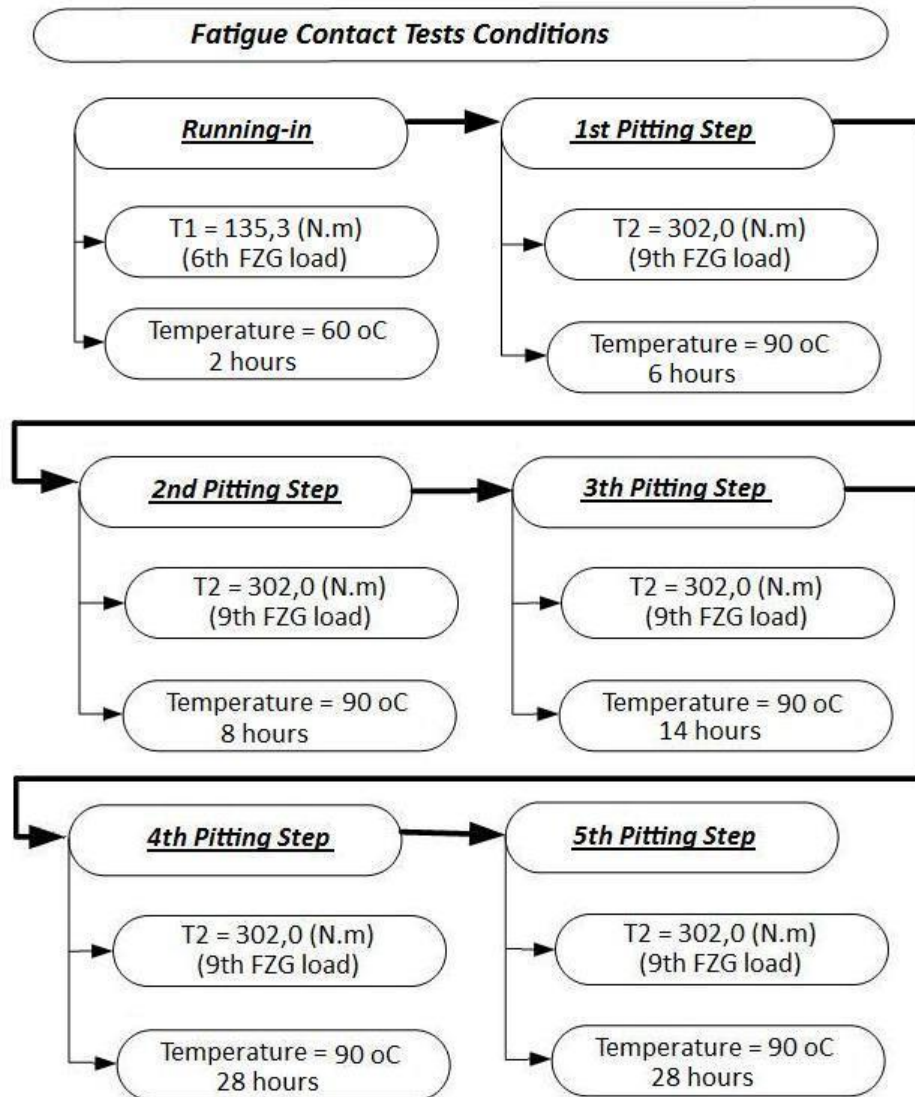 Fatigue Contact Tests Conditions
Running-in
T1 = 135,3 (N.m)
(6th FZG load)
Temperature = 60 oC
2 hours
1st Pitting Step
T2 = 302,0 (N.m)
(9th FZG load)
Temperature = 90 oC
6 hours
2nd Pitting Step
T2 = 302,0 (N.m)
(9th FZG load)
Temperature = 90 oC
8 hours
3th Pitting Step
T2 = 302,0 (N.m)
(9th FZG load)
Temperature = 90 oC
14 hours
4th Pitting Step
T2 = 302,0 (N.m)
(9th FZG load)
Temperature = 90 oC
28 hours
5th Pitting Step
T2 = 302,0 (N.m)
(9th FZG load)
Temperature = 90 oC
28 hours